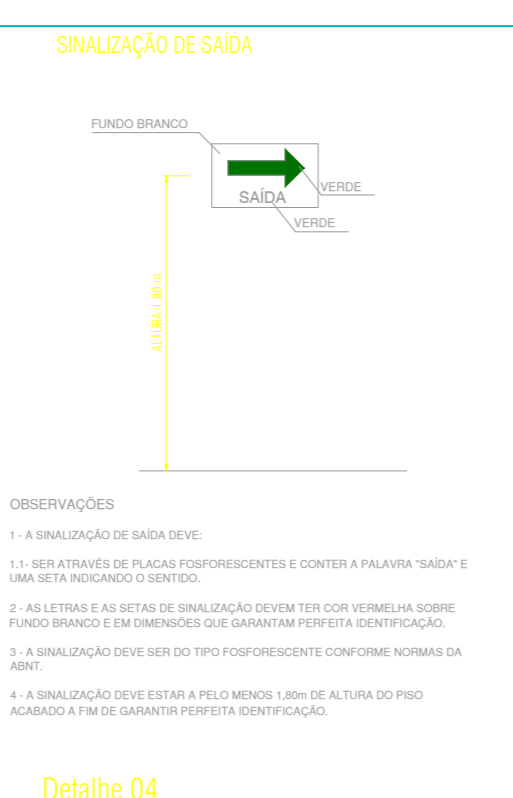 SINALIZAÇÃO DE SAÍDA
FUNDO BRANCO
VERDE
SAÍDA
VERDE
ALTURA 1,80 m
OBSERVAÇÕES
1 - A SINALIZAÇÃO DE SAÍDA DEVE:
1.1- SER ATRAVÉS DE PLACAS FOSFORESCENTES E CONTER A PALAVRA "SAÍDA" E
UMA SETA INDICANDO O SENTIDO.
2 - AS LETRAS E AS SETAS DE SINALIZAÇÃO DEVEM TER COR VERMELHA SOBRE
FUNDO BRANCO E EM DIMENSÕES QUE GARANTAM PERFEITA IDENTIFICAÇÃO.
3 - A SINALIZAÇÃO DEVE SER DO TIPO FOSFORESCENTE CONFORME NORMAS DA
ABNT.
4 - A SINALIZAÇÃO DEVE ESTAR A PELO MENOS 1,80m DE ALTURA DO PISO
ACABADO A FIM DE GARANTIR PERFEITA IDENTIFICAÇÃO.
Detalhe 04